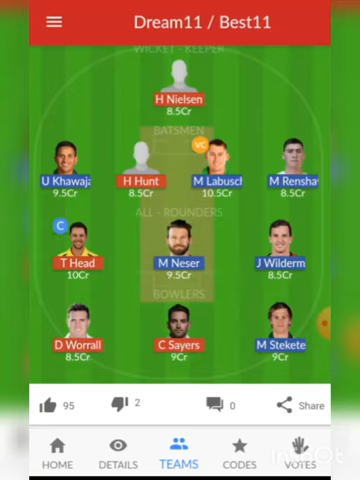 Dream11 / Best11
WICKET - KEEPER
H Nielsen
8.5Cr
BATSMEN
VC
U Khawaja H Hunt M Labusch M Renshaw
9.5Cr 8.5Cr 10.5Cr 8.5Cr
ALL - ROUNDERS
C
T Head M Neser J Wilderm
10Cr 9.5Cr 8.5Cr
BOWLERS
D Worrall C Sayers M Stekete
8.5Cr 9Cr 9Cr
95 2 0 Share
HOME DETAILS TEAMS CODES VOTES